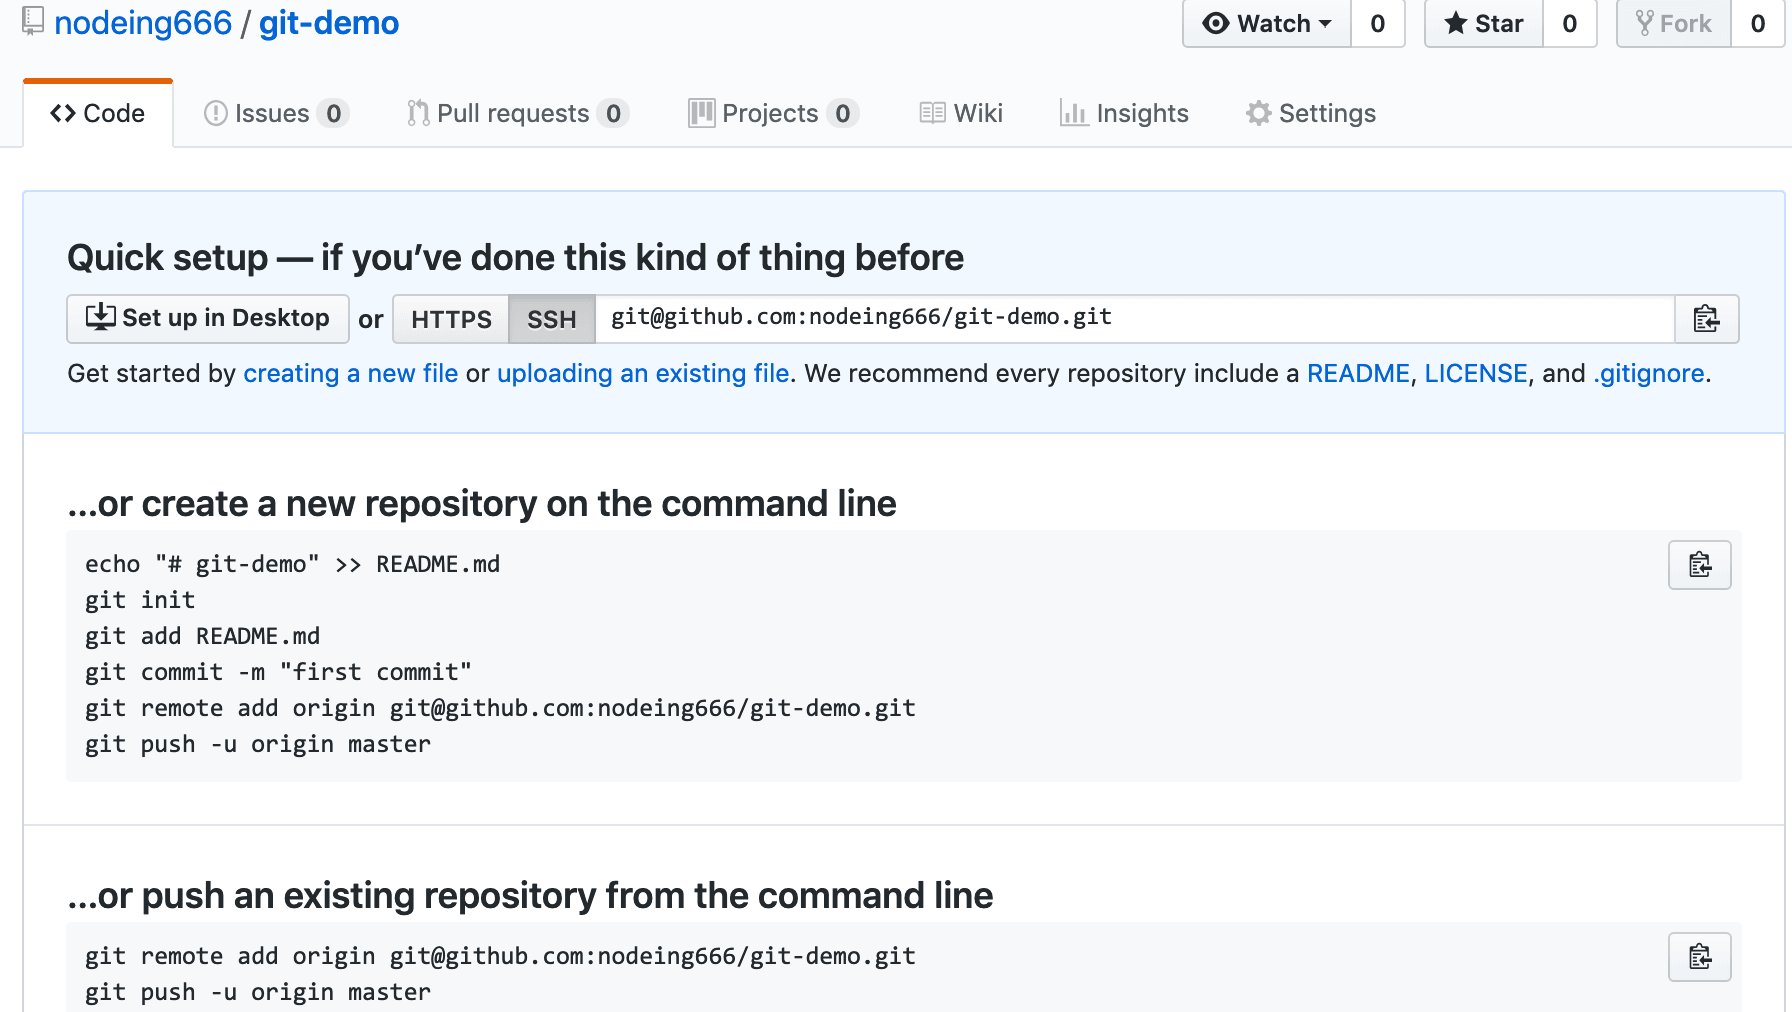 nodeing666 / git-demo
Watch 0 Star 0 Fork 0
Code Issues 0 Pull requests 0 Projects 0 Wiki Insights Settings
Quick setup — if you’ve done this kind of thing before
Set up in Desktop or HTTPS SSH git@github.com:nodeing666/git-demo.git
Get started by creating a new file or uploading an existing file. We recommend every repository include a README, LICENSE, and .gitignore.
…or create a new repository on the command line
echo "# git-demo" >> README.md
git init
git add README.md
git commit -m "first commit"
git remote add origin git@github.com:nodeing666/git-demo.git
git push -u origin master
…or push an existing repository from the command line
git remote add origin git@github.com:nodeing666/git-demo.git
git push -u origin master